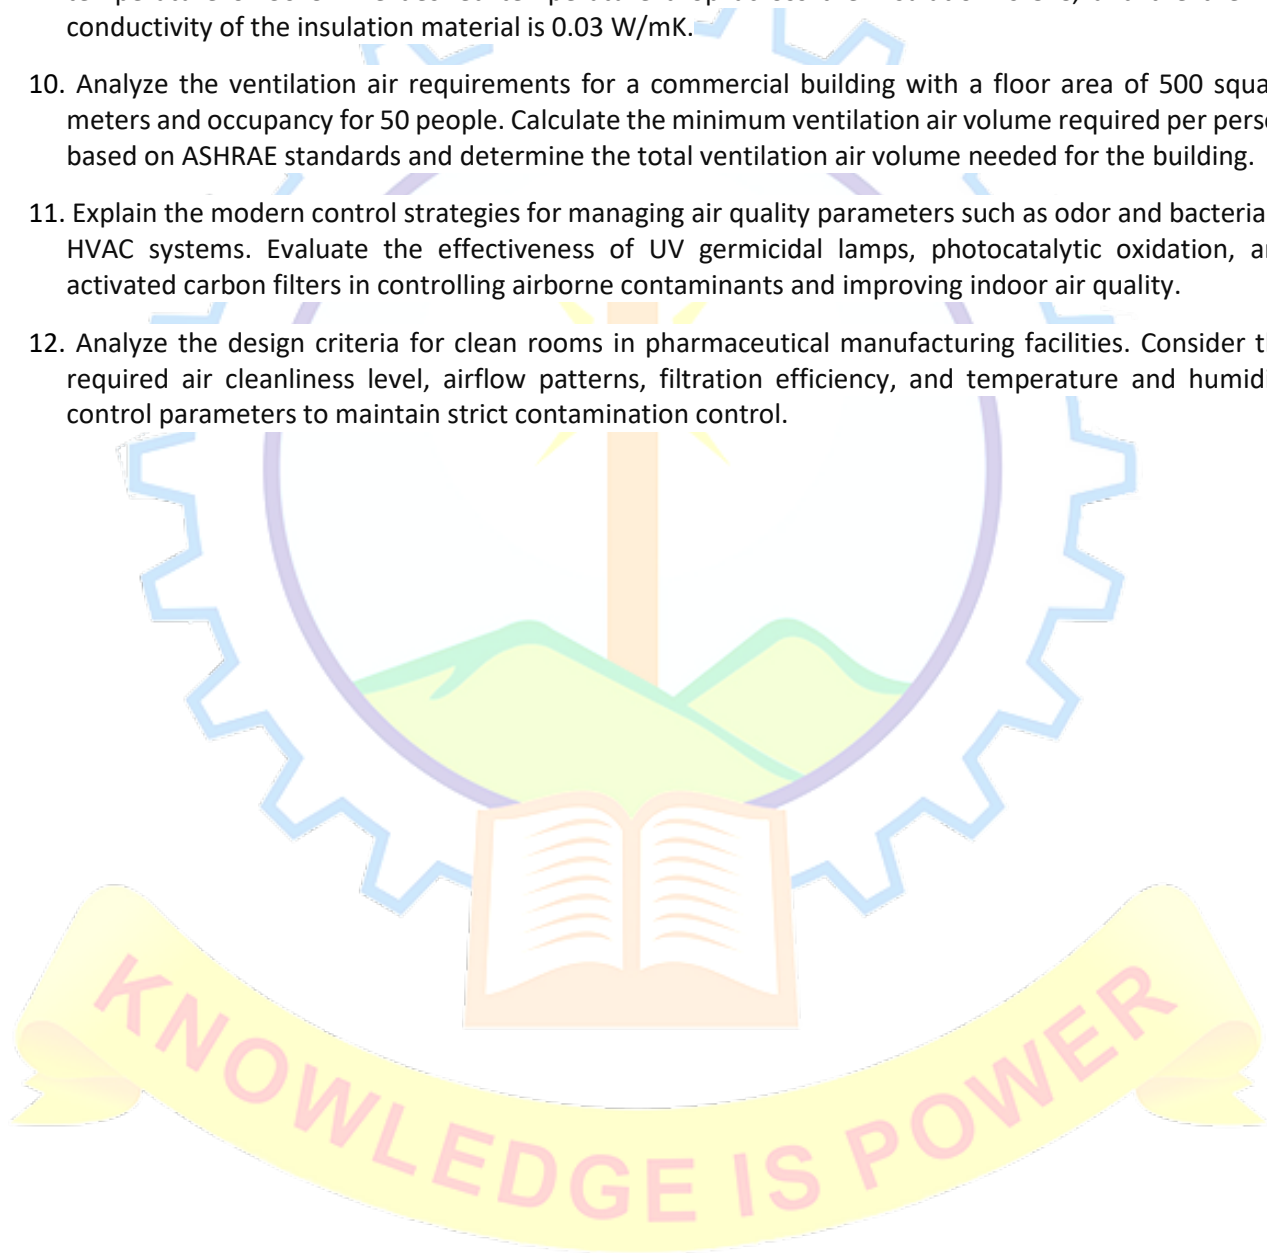 conductivity of the insulation material is 0.03 W/mK.
10. Analyze the ventilation air requirements for a commercial building with a floor area of 500
meters and occupancy for 50 people. Calculate the minimum ventilation air volume required per
based on ASHRAE standards and determine the total ventilation air volume needed for the building.
11. Explain the modern control strategies for managing air quality parameters such as odor and bacteria
HVAC systems. Evaluate the effectiveness of UV germicidal lamps, photocatalytic oxidation,
activated carbon filters in controlling airborne contaminants and improving indoor air quality.
12. Analyze the design criteria for clean rooms in pharmaceutical manufacturing facilities. Consider
required air cleanliness level, airflow patterns, filtration efficiency, and temperature and
control parameters to maintain strict contamination control.
KNOWLEDGE IS POWER